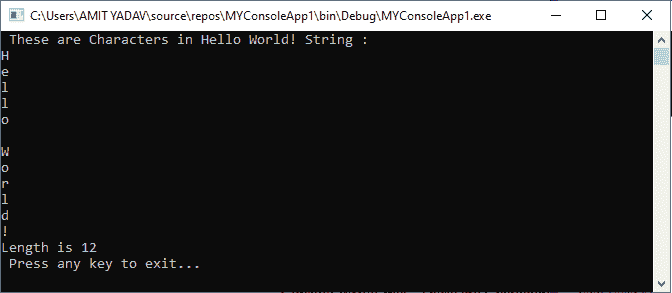 C:\Users\AMIT YADAV\source\repos\MYConsoleApp1\bin\Debug\MYConsoleApp1.exe
These are Characters in Hello World! String :
H
e
l
l
o

W
o
r
l
d
!
Length is 12
Press any key to exit...